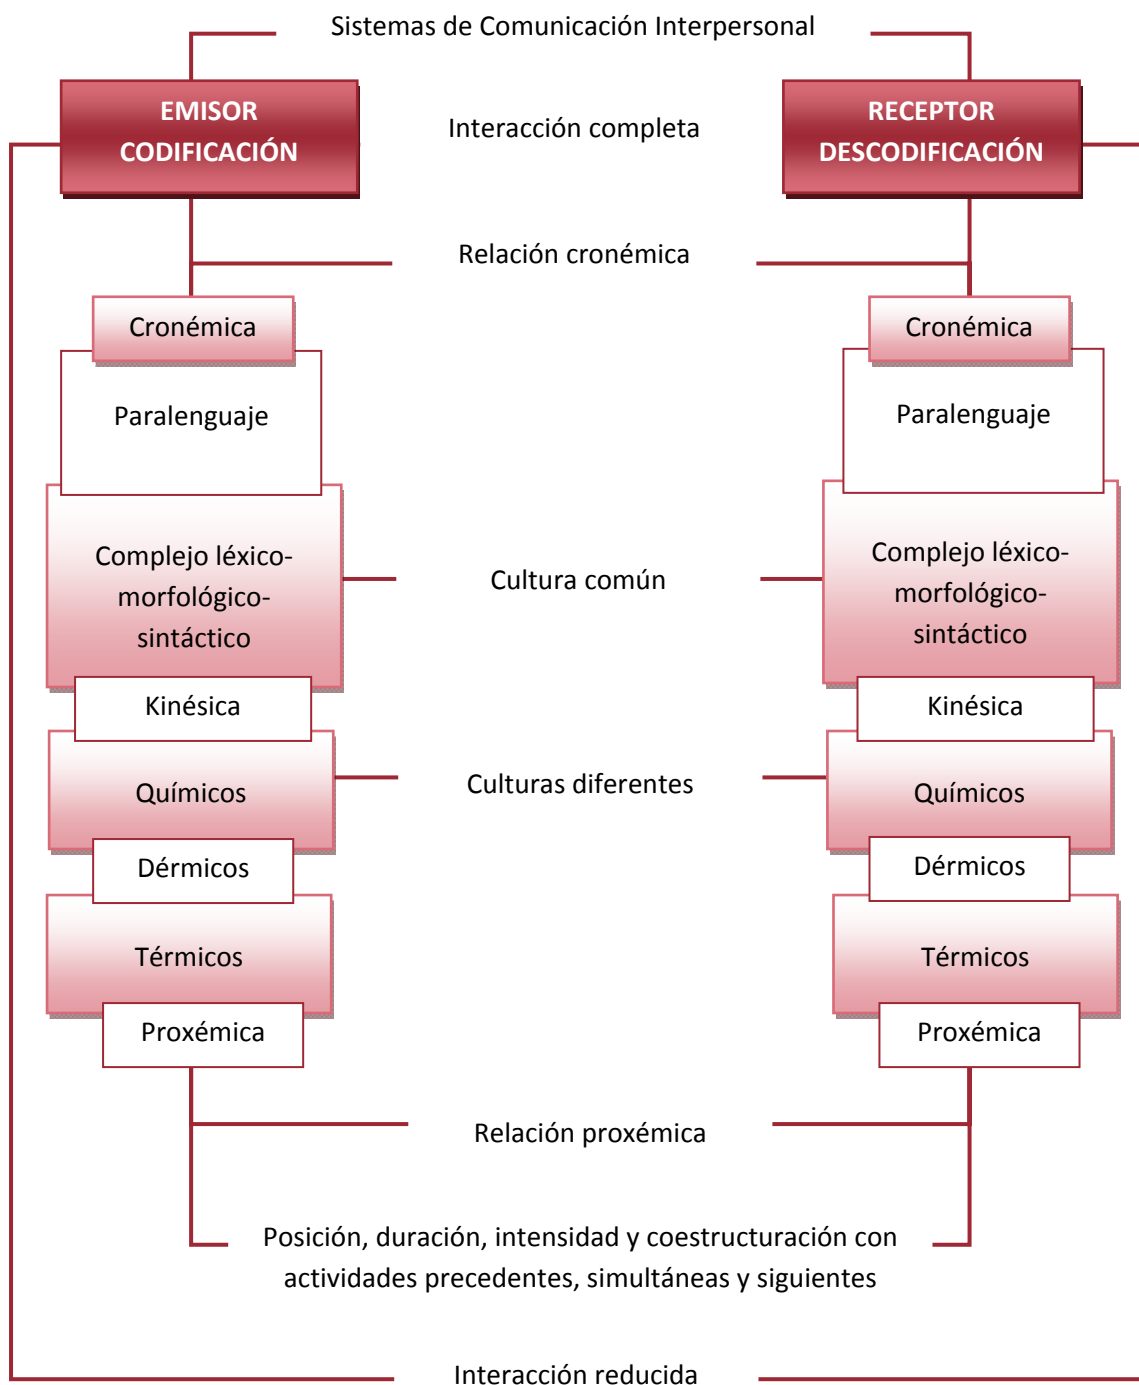 Sistemas de Comunicación Interpersonal
EMISOR
CODIFICACIÓN
Interacción completa
RECEPTOR
DESCODIFICACIÓN
Relación cronémica
Cronémica
Cronémica
Paralenguaje
Paralenguaje
Complejo léxico-
morfológico-
sintáctico
Cultura común
Complejo léxico-
morfológico-
sintáctico
Kinésica
Kinésica
Químicos
Culturas diferentes
Químicos
Dérmicos
Dérmicos
Térmicos
Térmicos
Proxémica
Proxémica
Relación proxémica
Posición, duración, intensidad y coestructuración con
actividades precedentes, simultáneas y siguientes
Interacción reducida